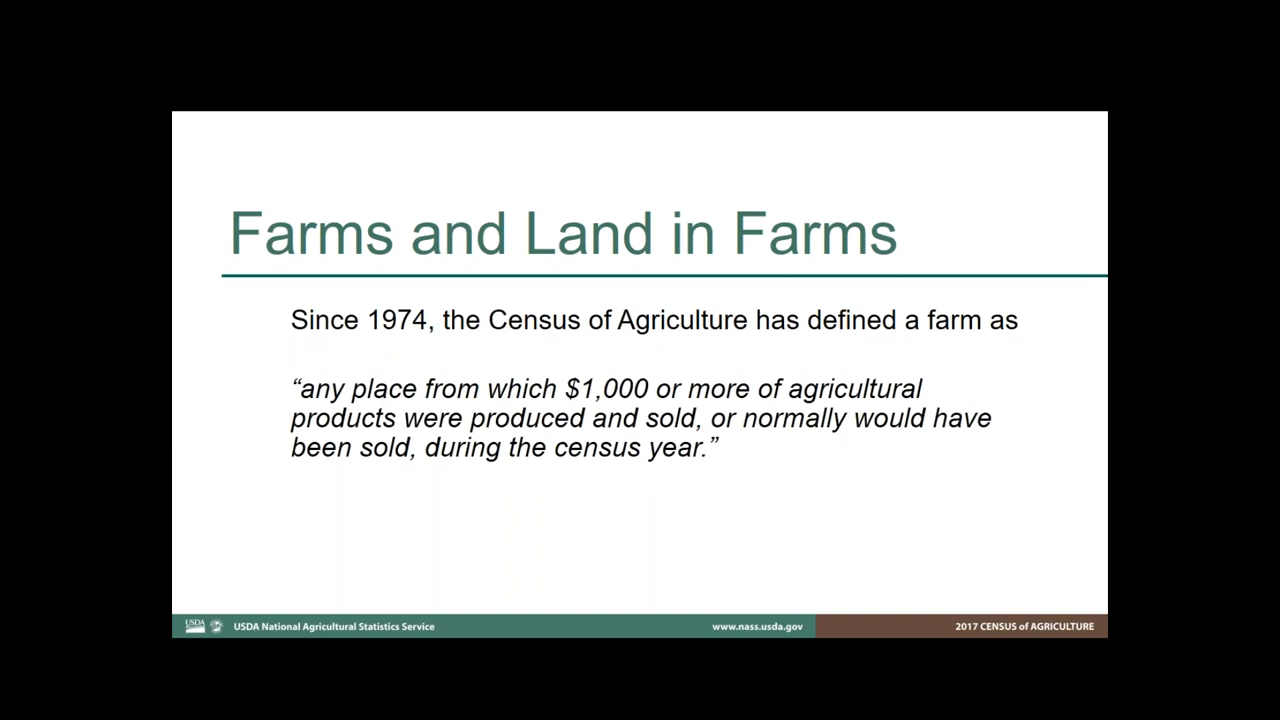 Farms and Land in Farms
Since 1974, the Census of Agriculture has defined a farm as
“any place from which $1,000 or more of agricultural
products were produced and sold, or normally would have
been sold, during the census year.”
USDA USDA National Agricultural Statistics Service www.nass.usda.gov 2017 CENSUS of AGRICULTURE